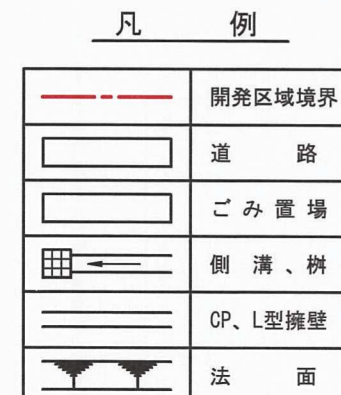 凡 例
開発区域境界
道 路
ごみ置場
側溝、桝
CP、L型擁壁
法 面